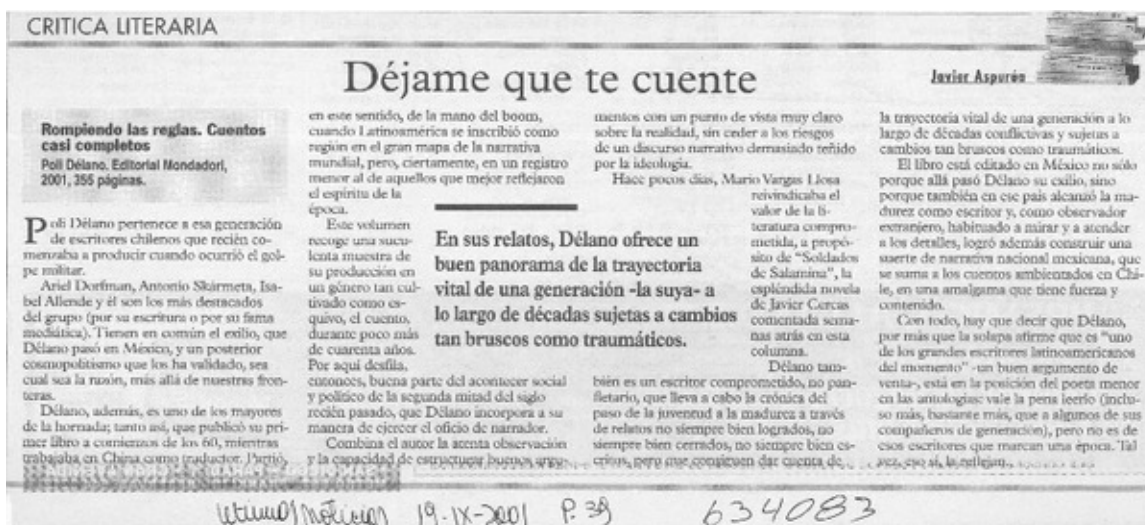 CRITICA LITERARIA
Déjame que te cuente
Javier Aspurúa
Rompiendo las reglas. Cuentos
casi completos
Poli Délano. Editorial Mondadori,
2001, 355 páginas.
Poli Délano pertenece a esa generación
de escritores chilenos que recién co-
menzaba a producir cuando ocurrió el gol-
pe militar.
Ariel Dorfman, Antonio Skármeta, Isa-
bel Allende y él son los más destacados
del grupo (por su escritura o por su fama
mediática). Tienen en común el exilio, que
Délano pasó en México, y un posterior
cosmopolitismo que los ha validado, sea
cual sea la razón, más allá de nuestras fron-
teras.
Délano, además, es uno de los mayores
de la hornada; tanto así, que publicó su pri-
mer libro a comienzos de los 60, mientras
trabajaba en China como traductor. Partió,
en este sentido, de la mano del boom,
cuando Latinoamérica se inscribió como
región en el gran mapa de la narrativa
mundial, pero, ciertamente, en un registro
menor al de aquellos que mejor reflejaron
el espíritu de la
época.
Este volumen
recoge una sucu-
lenta muestra de
su producción en
un género tan cul-
tivado como es-
quivo, el cuento,
durante poco más
de cuarenta años.
Por aquí desfila,
entonces, buena parte del acontecer social
y político de la segunda mitad del siglo
recién pasado, que Délano incorpora a su
manera de ejercer el oficio de narrador.
Combina el autor la atenta observación
y la capacidad de estructurar buenos argu-
En sus relatos, Délano ofrece un
buen panorama de la trayectoria
vital de una generación -la suya- a
lo largo de décadas sujetas a cambios
tan bruscos como traumáticos.
mentos con un punto de vista muy claro
sobre la realidad, sin ceder a los riesgos
de un discurso narrativo demasiado teñido
por la ideología.
Hace pocos días, Mario Vargas Llosa
reivindicaba el
valor de la li-
teratura compro-
metida, a propó-
sito de "Soldados
de Salamina", la
espléndida novela
de Javier Cercas
comentada sema-
nas atrás en esta
columna.
Délano tam-
bién es un escritor comprometido, no pan-
fletario, que lleva a cabo la crónica del
paso de la juventud a la madurez a través
de relatos no siempre bien logrados, no
siempre bien cerrados, no siempre bien es-
critos, pero que consiguen dar cuenta de
la trayectoria vital de una generación a lo
largo de décadas conflictivas y sujetas a
cambios tan bruscos como traumáticos.
El libro está editado en México no sólo
porque allá pasó Délano su exilio, sino
porque también en ese país alcanzó la ma-
durez como escritor y, como observador
extranjero, habituado a mirar y a atender
a los detalles, logró además construir una
suerte de narrativa nacional mexicana, que
se suma a los cuentos ambientados en Chi-
le, en una amalgama que tiene fuerza y
contenido.
Con todo, hay que decir que Délano,
por más que la solapa afirme que es "uno
de los grandes escritores latinoamericanos
del momento" -un buen argumento de
venta-, está en la posición del poeta menor
en las antologías: vale la pena leerlo (inclu-
so más, bastante más, que a algunos de sus
compañeros de generación), pero no es de
esos escritores que marcan una época. Tal
vez, eso sí, la reflejan.
Ultimas Noticias 19-IX-2001 P. 39 634083